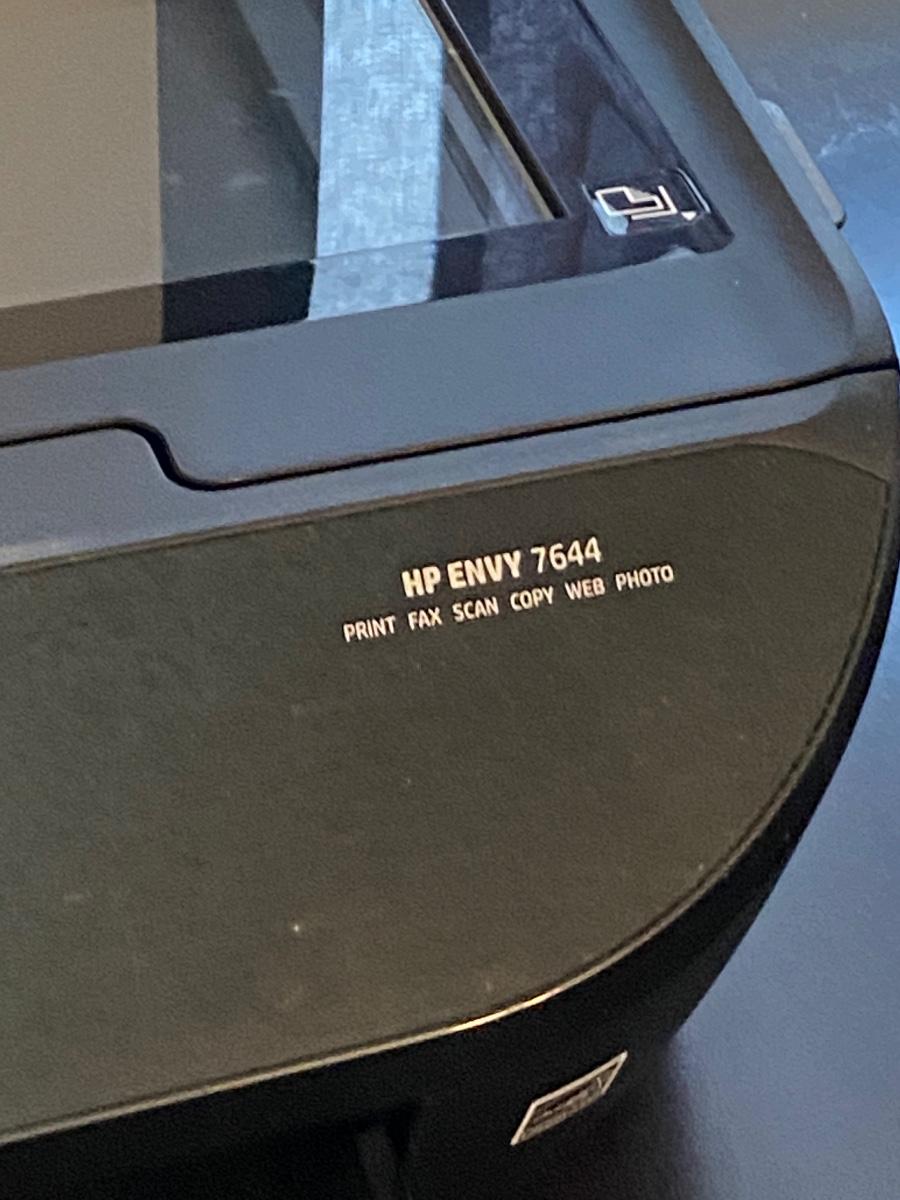 HP ENVY 7644
PRINT FAX SCAN COPY WEB PHOTO